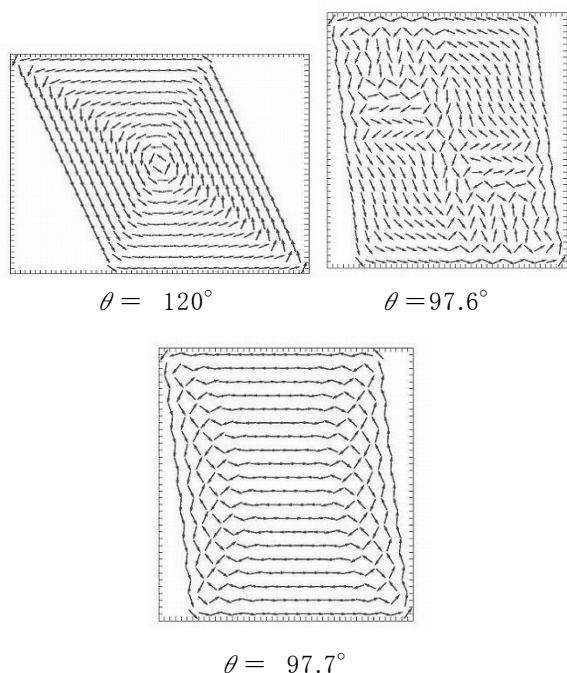 θ = 120°
θ =97.6°
θ = 97.7°